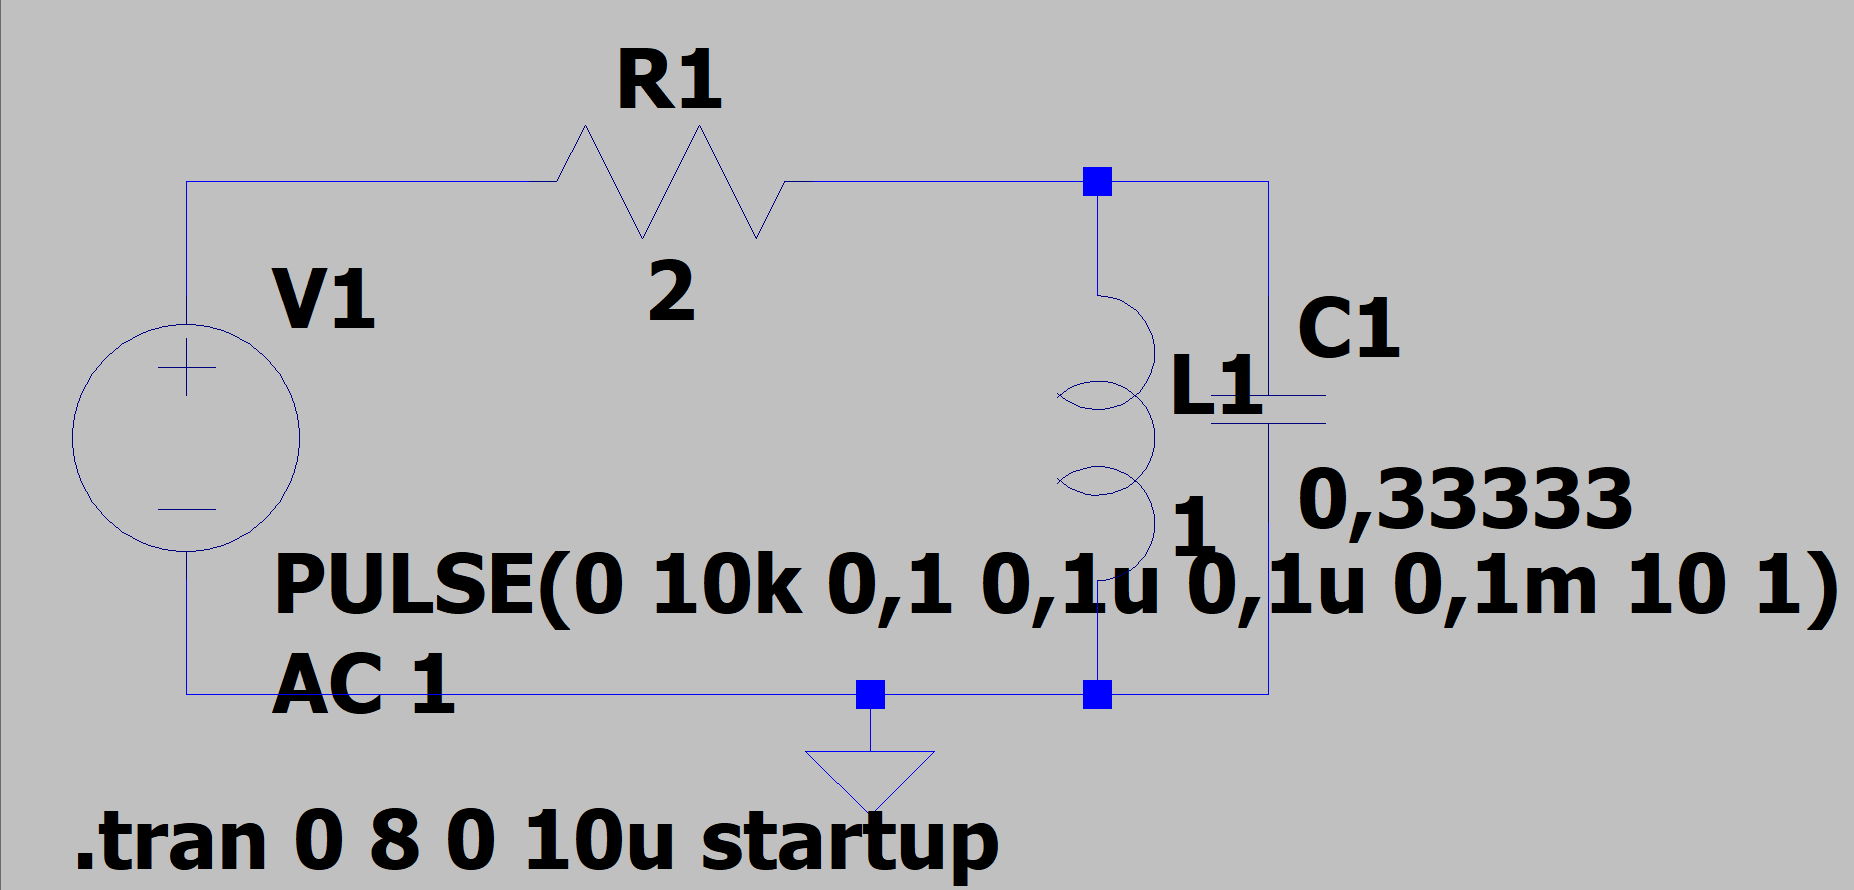 R1
2
V1
C1
L1
0,33333
1
PULSE(0 10k 0,1 0,1u 0,1u 0,1m 10 1)
AC 1
.tran 0 8 0 10u startup